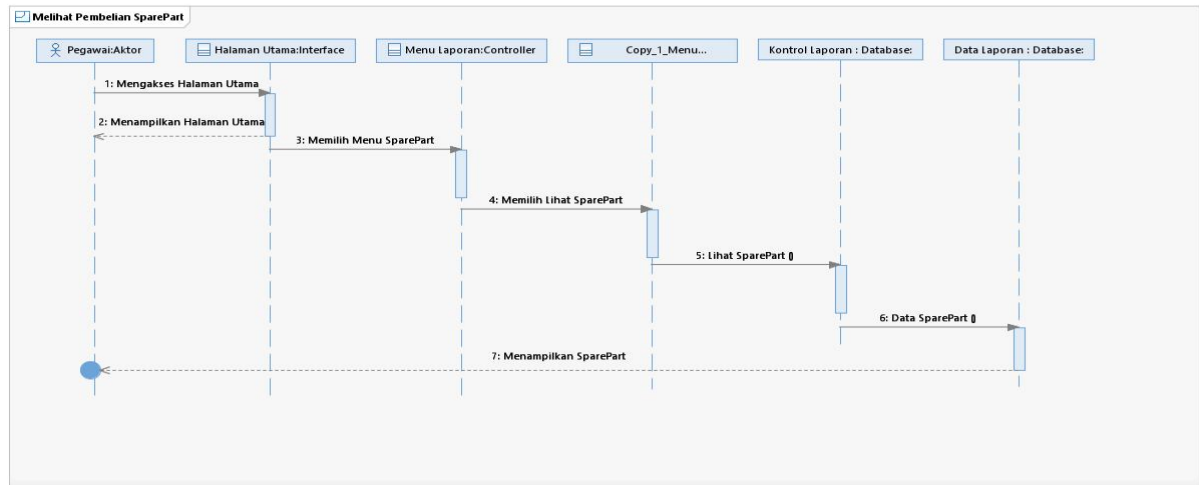 Melihat Pembelian SparePart
Pegawai:Aktor
Halaman Utama:Interface
Menu Laporan:Controller
Copy_1_Menu...
Kontrol Laporan : Database:
Data Laporan : Database:
1: Mengakses Halaman Utama
2: Menampilkan Halaman Utama
3: Memilih Menu SparePart
4: Memilih Lihat SparePart
5: Lihat SparePart ()
6: Data SparePart ()
7: Menampilkan SparePart